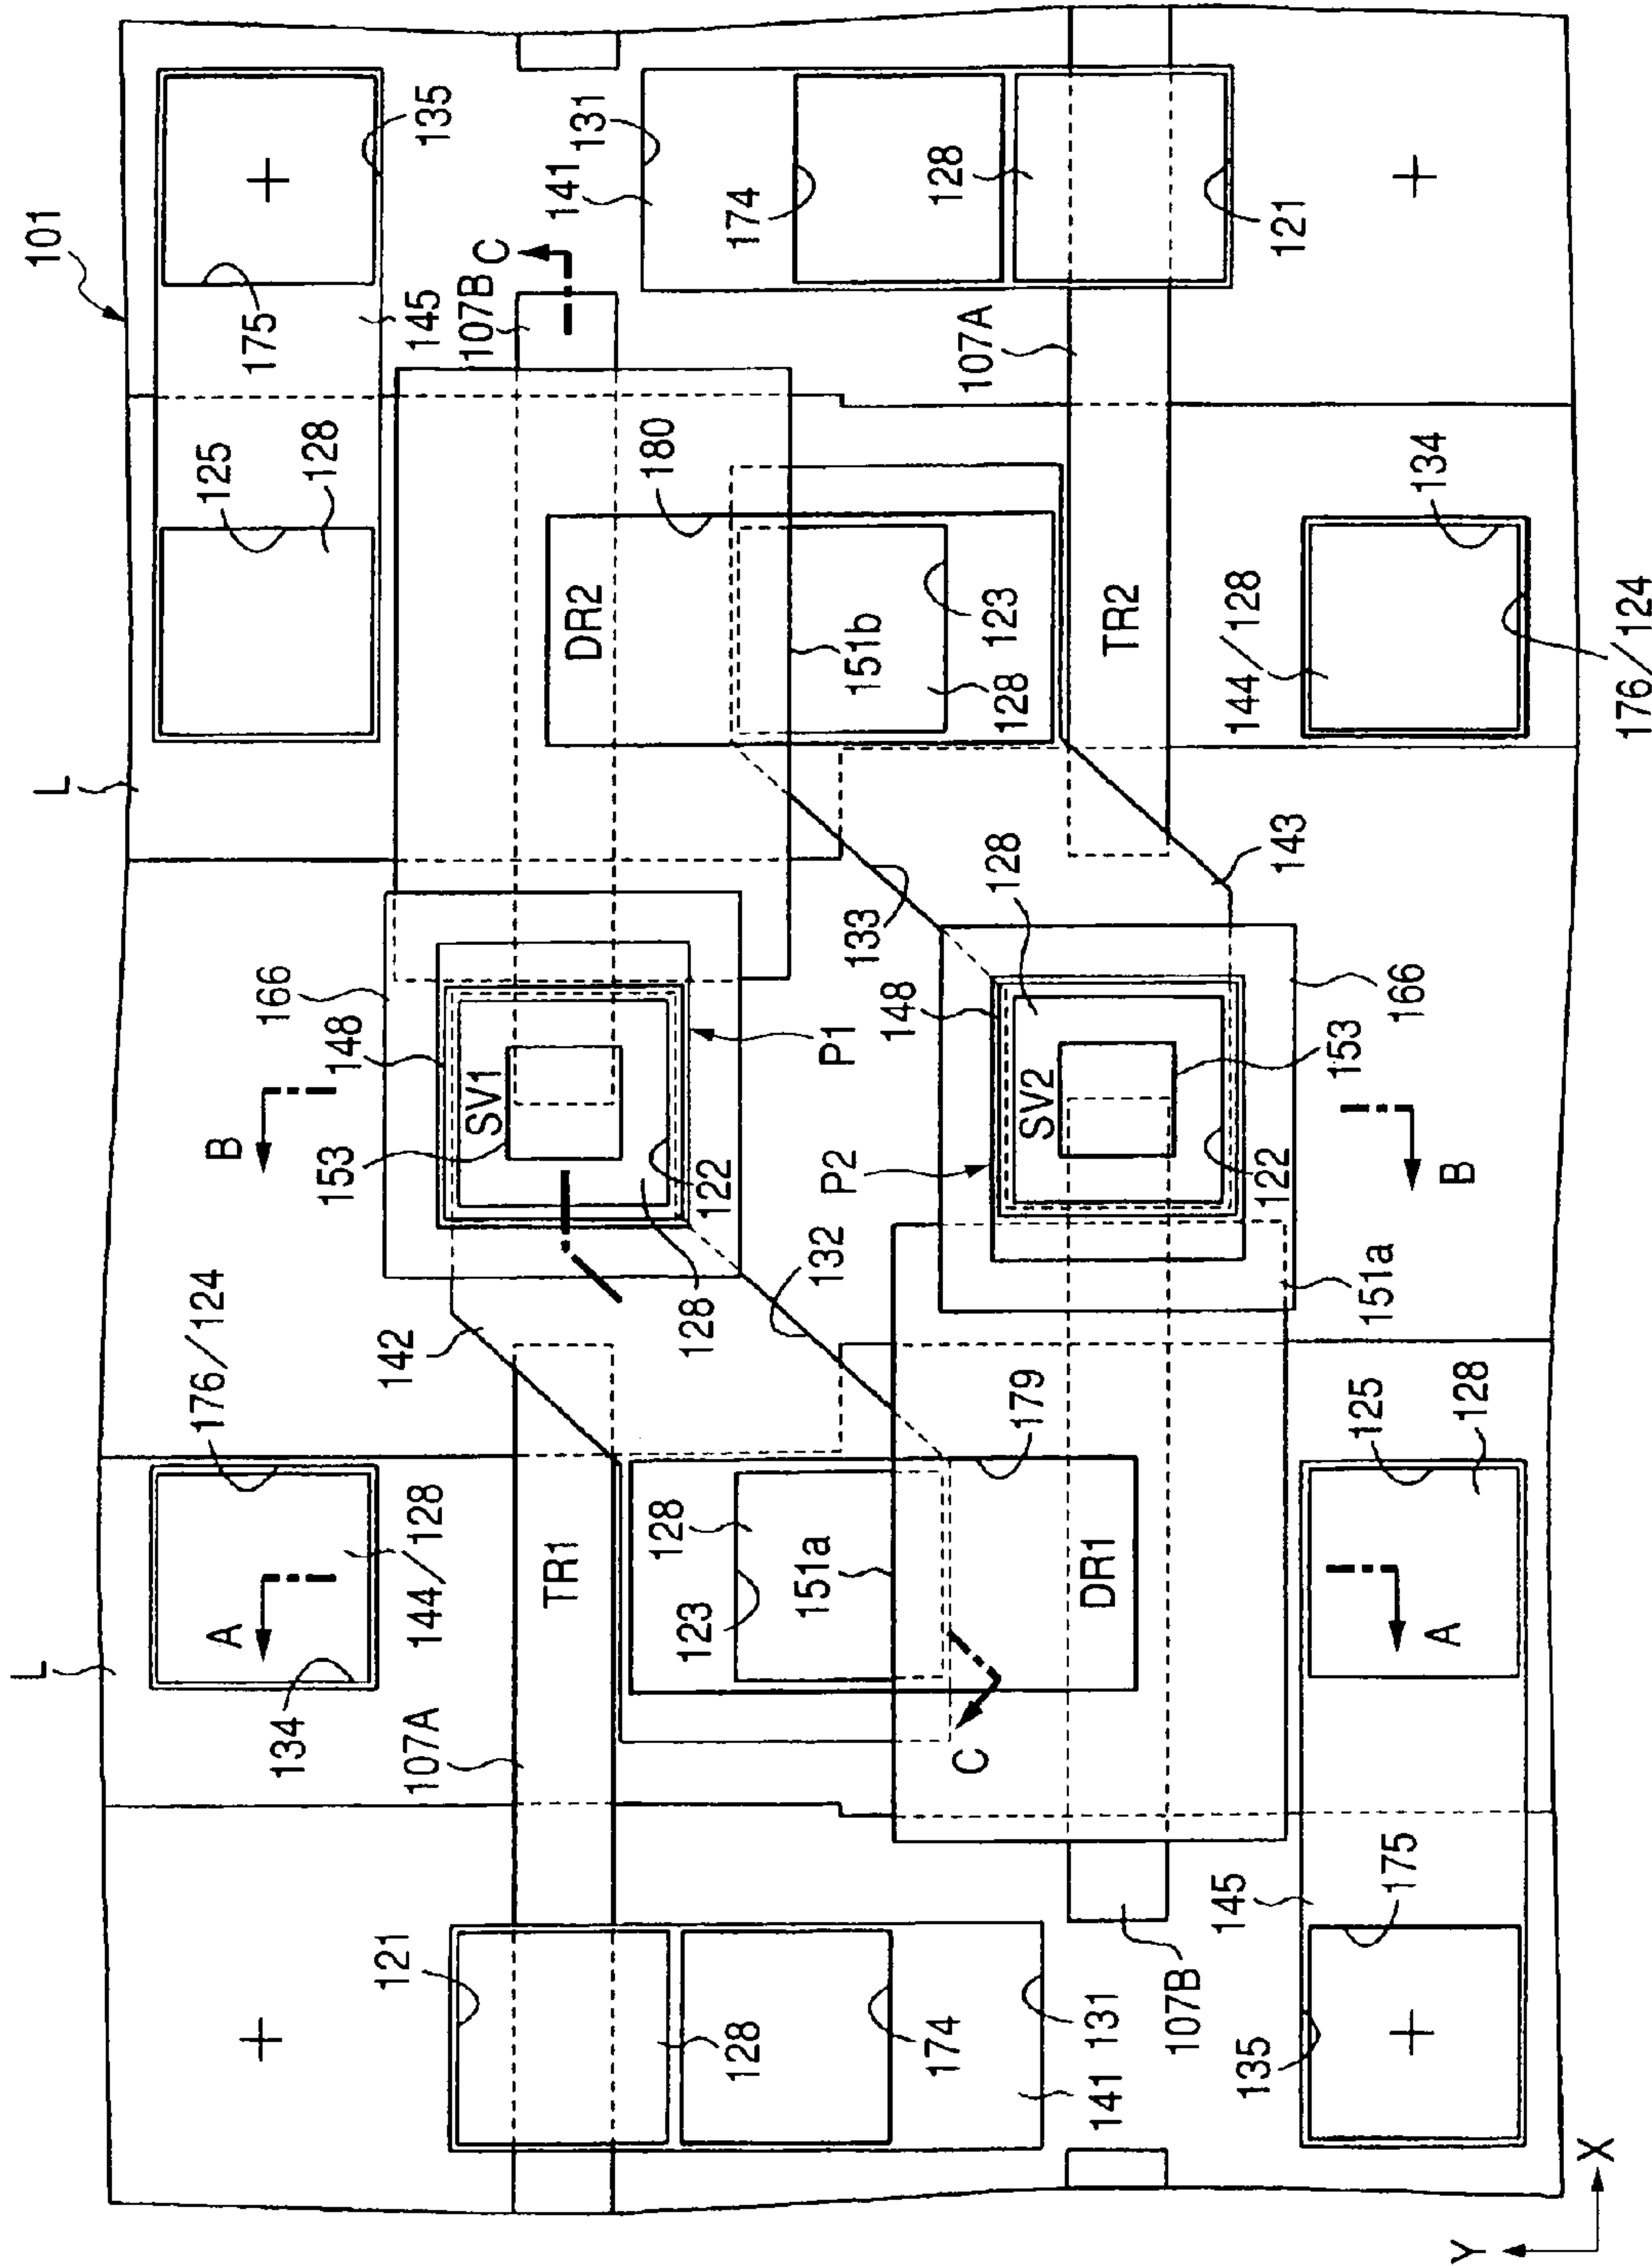 101
L
125
128
175
145
135
107B
C
141
131
174
128
121
107A
DR2
180
151b
123
128
TR2
144/128
134
176/124
166
148
SV1
153
B
P1
122
128
133
143
128
148
P2
SV2
153
166
122
B
151a
132
142
176/124
L
A
134
144/128
TR1
107A
128
123
151a
179
DR1
C
125
128
A
121
128
174
131
141
107B
145
175
135
Y
X